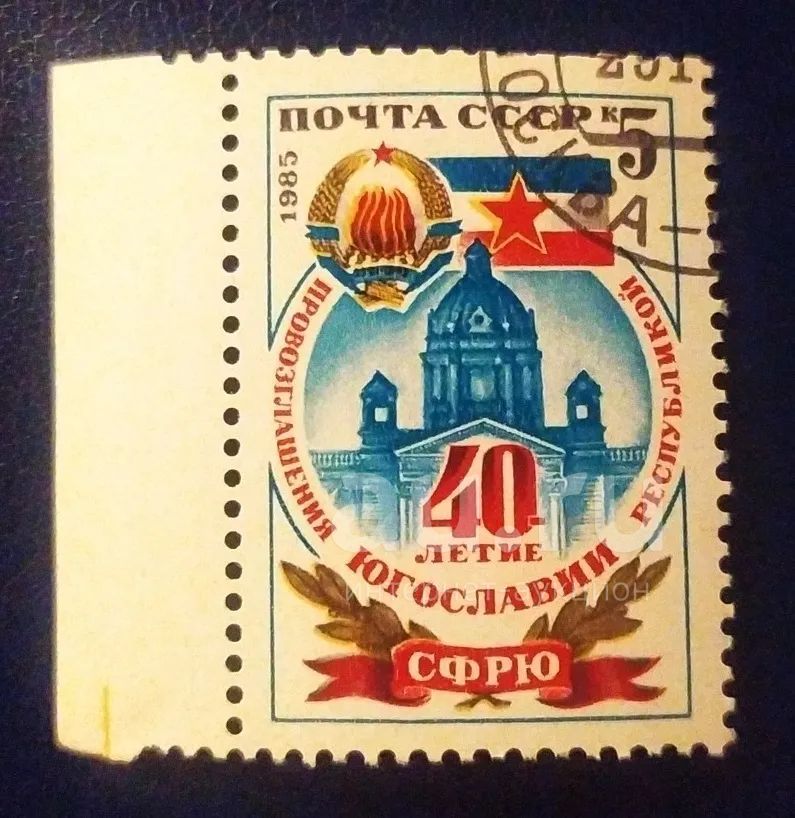 ПОЧТА СССР К 5
1985
ПРОВОЗГЛАШЕНИЯ ЮГОСЛАВИИ РЕСПУБЛИКОЙ
40
ЛЕТИЕ
СФРЮ